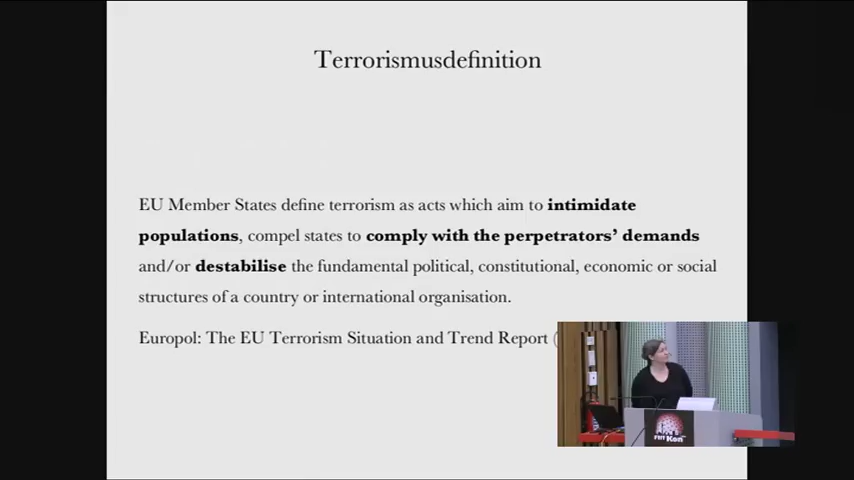 Terrorismusdefinition
EU Member States define terrorism as acts which aim to intimidate
populations, compel states to comply with the perpetrators’ demands
and/or destabilise the fundamental political, constitutional, economic or social
structures of a country or international organisation.
Europol: The EU Terrorism Situation and Trend Report (
FIfF Kon